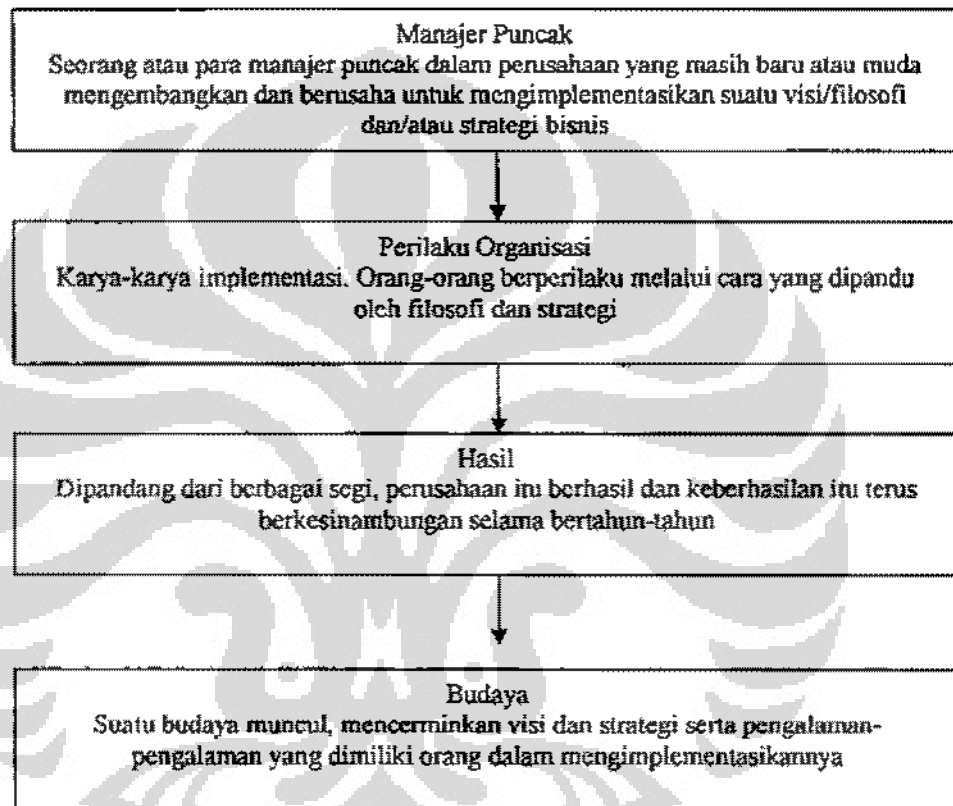 Manajer Puncak
Seorang atau para manajer puncak dalam perusahaan yang masih baru atau muda
mengembangkan dan berusaha untuk mengimplementasikan suatu visi/filosofi
dan/atau strategi bisnis
Perilaku Organisasi
Karya-karya implementasi. Orang-orang berperilaku melalui cara yang dipandu
oleh filosofi dan strategi
Hasil
Dipandang dari berbagai segi, perusahaan itu berhasil dan keberhasilan itu terus
berkesinambungan selama bertahun-tahun
Budaya
Suatu budaya muncul, mencerminkan visi dan strategi serta pengalaman-
pengalaman yang dimiliki orang dalam mengimplementasikannya